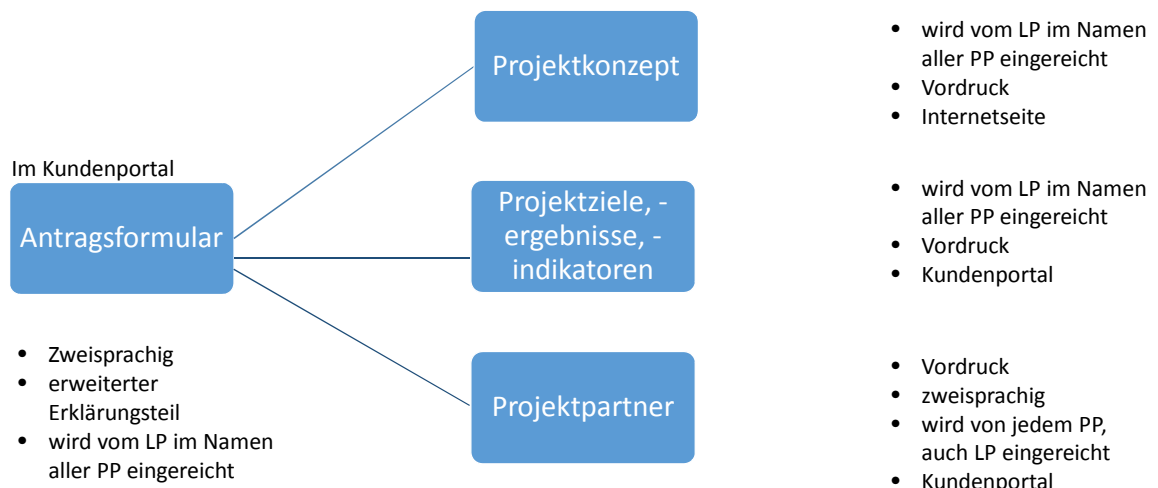 Projektkonzept
• wird vom LP im Namen
aller PP eingereicht
• Vordruck
• Internetseite
Im Kundenportal
Antragsformular
Projektziele, -
ergebnisse, -
indikatoren
• wird vom LP im Namen
aller PP eingereicht
• Vordruck
• Kundenportal
• Zweisprachig
• erweiterter
Erklärungsteil
• wird vom LP im Namen
aller PP eingereicht
Projektpartner
• Vordruck
• zweisprachig
• wird von jedem PP,
auch LP eingereicht
• Kundenportal